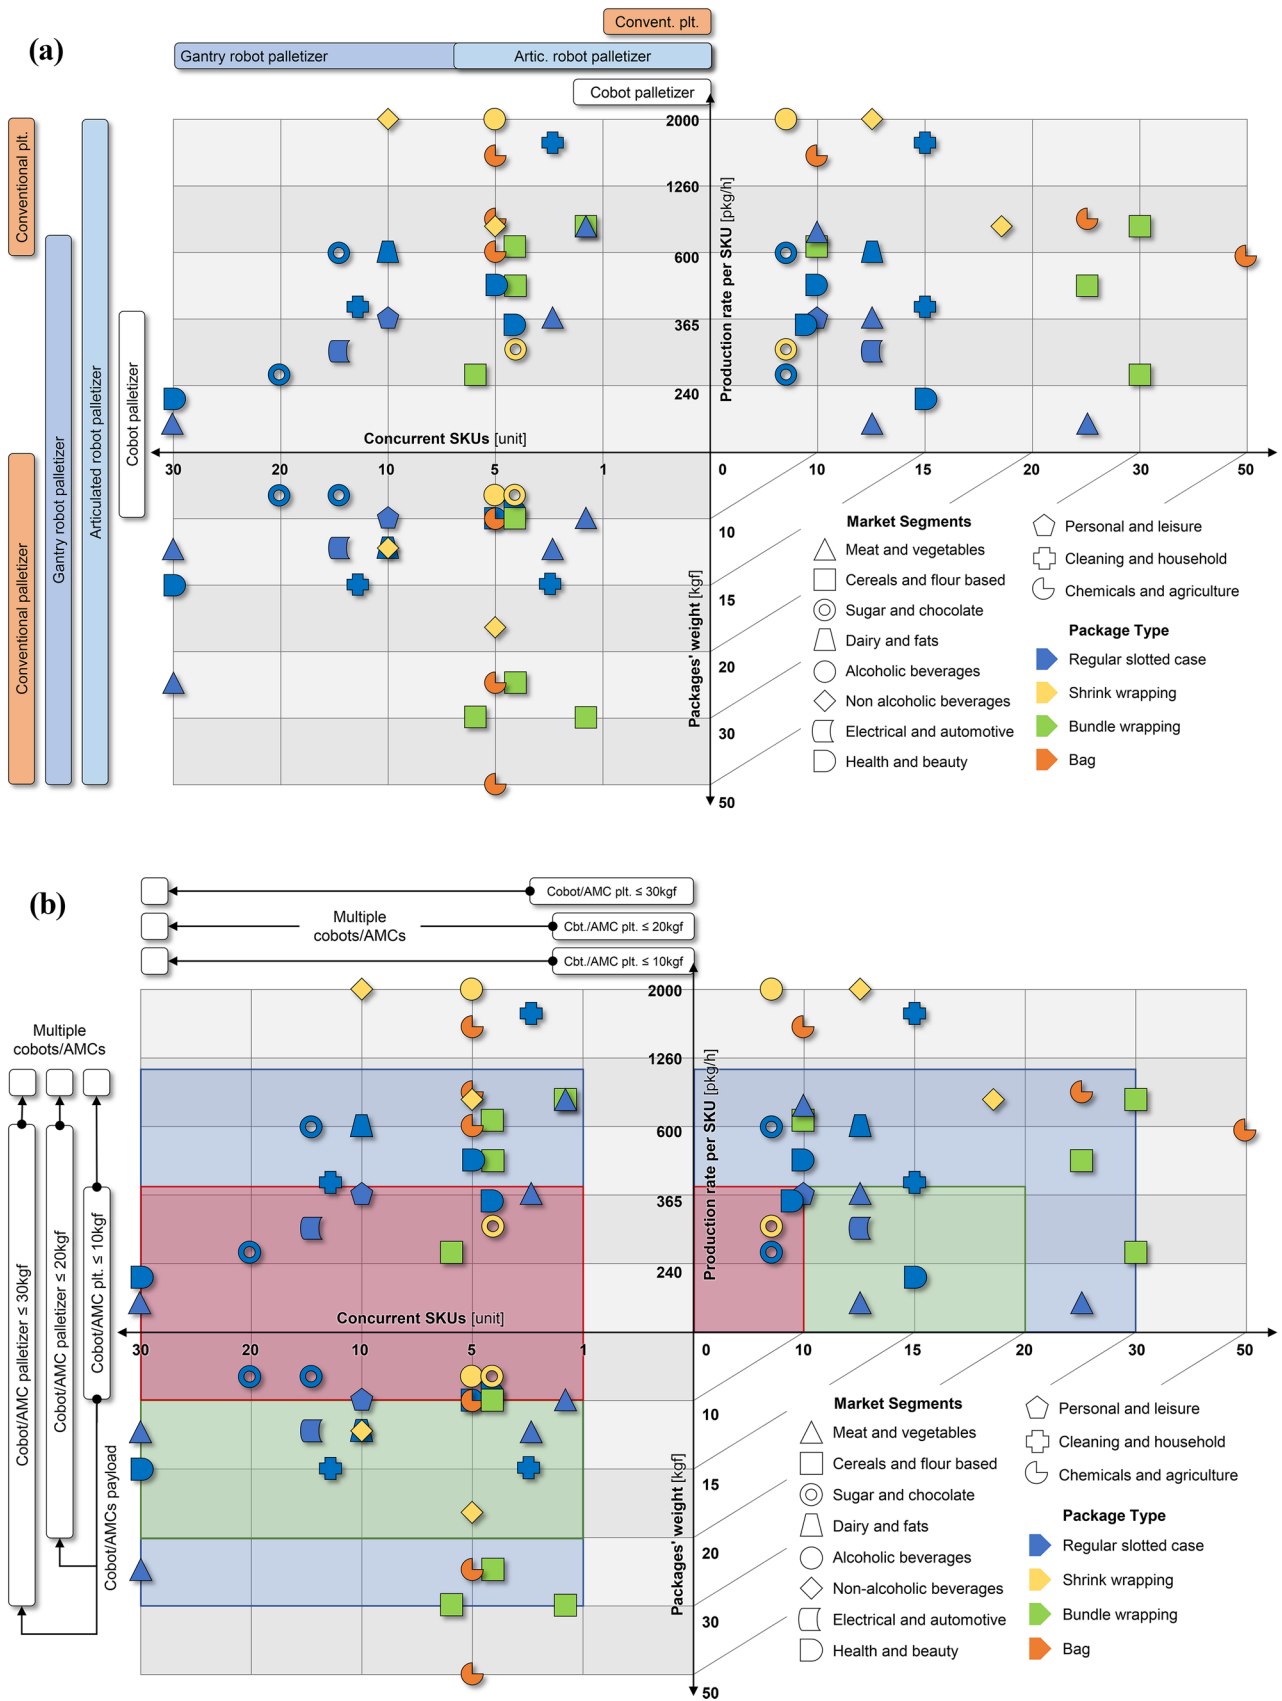 (a)
Convent. plt.
Gantry robot palletizer
Artic. robot palletizer
Cobot palletizer
Conventional plt.
Gantry robot palletizer
Articulated robot palletizer
Cobot palletizer
Conventional palletizer
2000
1260
600
365
240
Production rate per SKU [pkg/h]
Concurrent SKUs [unit]
30 20 10 5 1 0 10 15 20 30 50
10
15
20
30
50
Packages' weight [kgf]
Market Segments
Meat and vegetables
Cereals and flour based
Sugar and chocolate
Dairy and fats
Alcoholic beverages
Non alcoholic beverages
Electrical and automotive
Health and beauty
Personal and leisure
Cleaning and household
Chemicals and agriculture
Package Type
Regular slotted case
Shrink wrapping
Bundle wrapping
Bag
(b)
Cobot/AMC plt. ≤ 30kgf
Multiple
cobots/AMCs
Cbt./AMC plt. ≤ 20kgf
Cbt./AMC plt. ≤ 10kgf
Multiple
cobots/AMCs
Cobot/AMC palletizer ≤ 30kgf
Cobot/AMC palletizer ≤ 20kgf
Cobot/AMC plt. ≤ 10kgf
Cobot/AMCs payload
2000
1260
600
365
240
Production rate per SKU [pkg/h]
Concurrent SKUs [unit]
30 20 10 5 1 0 10 15 20 30 50
10
15
20
30
50
Packages' weight [kgf]
Market Segments
Meat and vegetables
Cereals and flour based
Sugar and chocolate
Dairy and fats
Alcoholic beverages
Non-alcoholic beverages
Electrical and automotive
Health and beauty
Personal and leisure
Cleaning and household
Chemicals and agriculture
Package Type
Regular slotted case
Shrink wrapping
Bundle wrapping
Bag